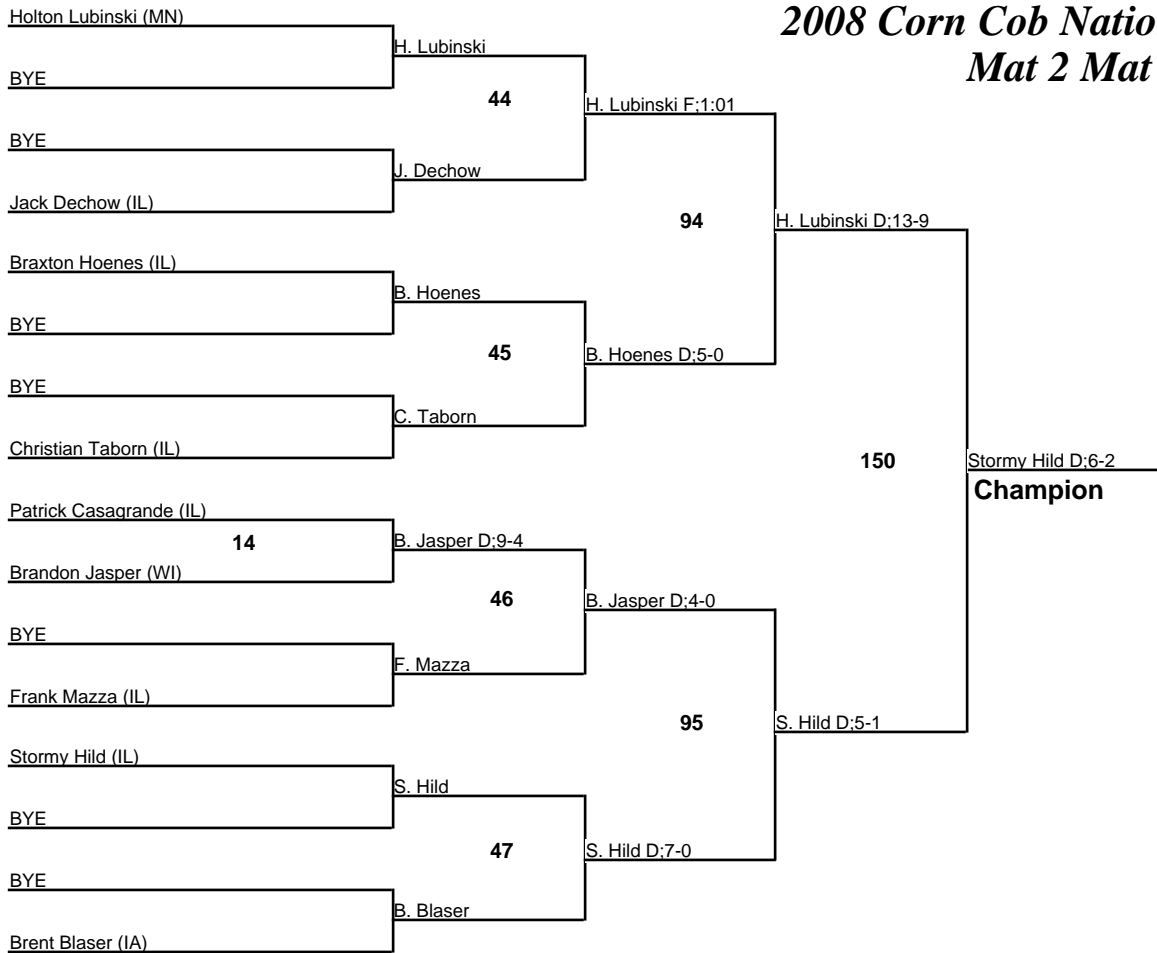 2008 Corn Cob Natio
Mat 2 Mat
Holton Lubinski (MN)
H. Lubinski
BYE
44
H. Lubinski F;1:01
BYE
J. Dechow
Jack Dechow (IL)
94
H. Lubinski D;13-9
Braxton Hoenes (IL)
B. Hoenes
BYE
45
B. Hoenes D;5-0
BYE
C. Taborn
Christian Taborn (IL)
150
Stormy Hild D;6-2
Champion
Patrick Casagrande (IL)
14
B. Jasper D;9-4
Brandon Jasper (WI)
46
B. Jasper D;4-0
BYE
F. Mazza
Frank Mazza (IL)
95
S. Hild D;5-1
Stormy Hild (IL)
S. Hild
BYE
47
S. Hild D;7-0
BYE
B. Blaser
Brent Blaser (IA)